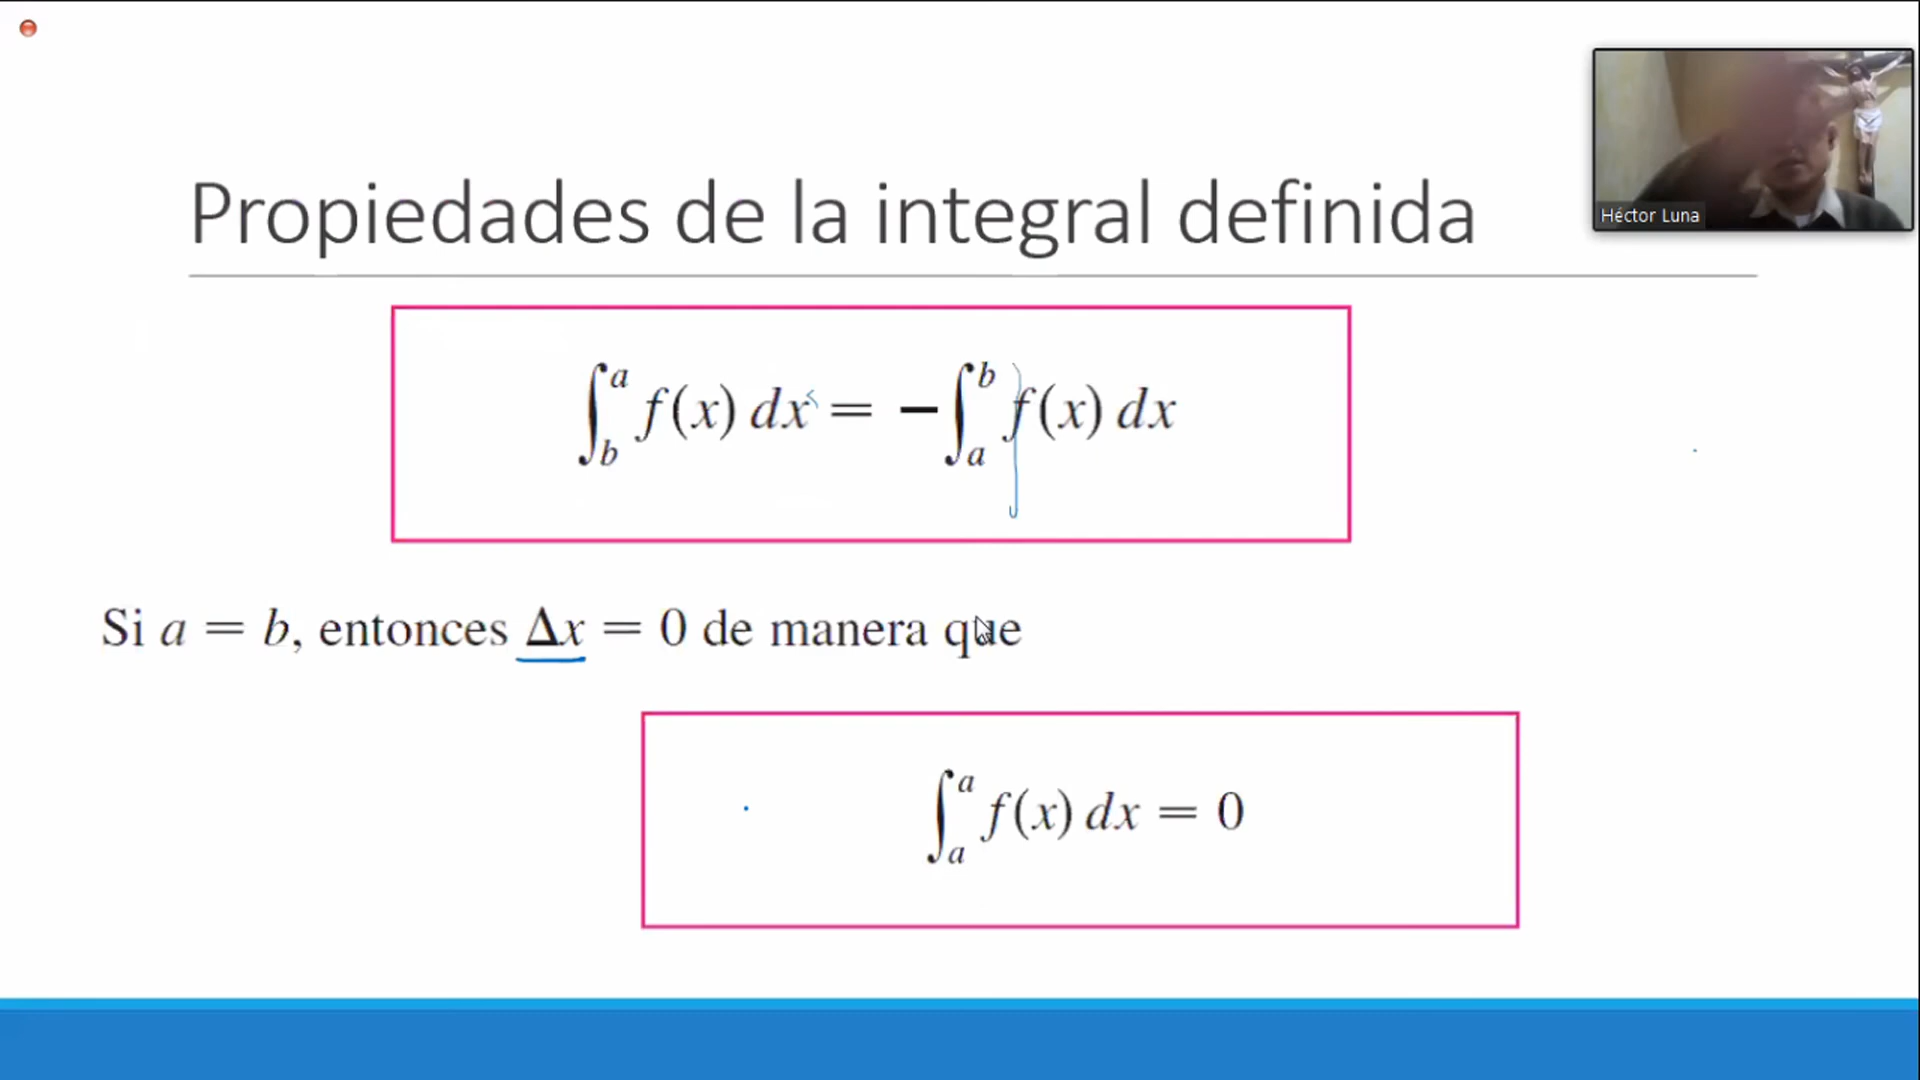 Héctor Luna
Propiedades de la integral definida
∫_b^a f(x) dx = −∫_a^b f(x) dx
Si a = b, entonces Δx = 0 de manera que
∫_a^a f(x) dx = 0